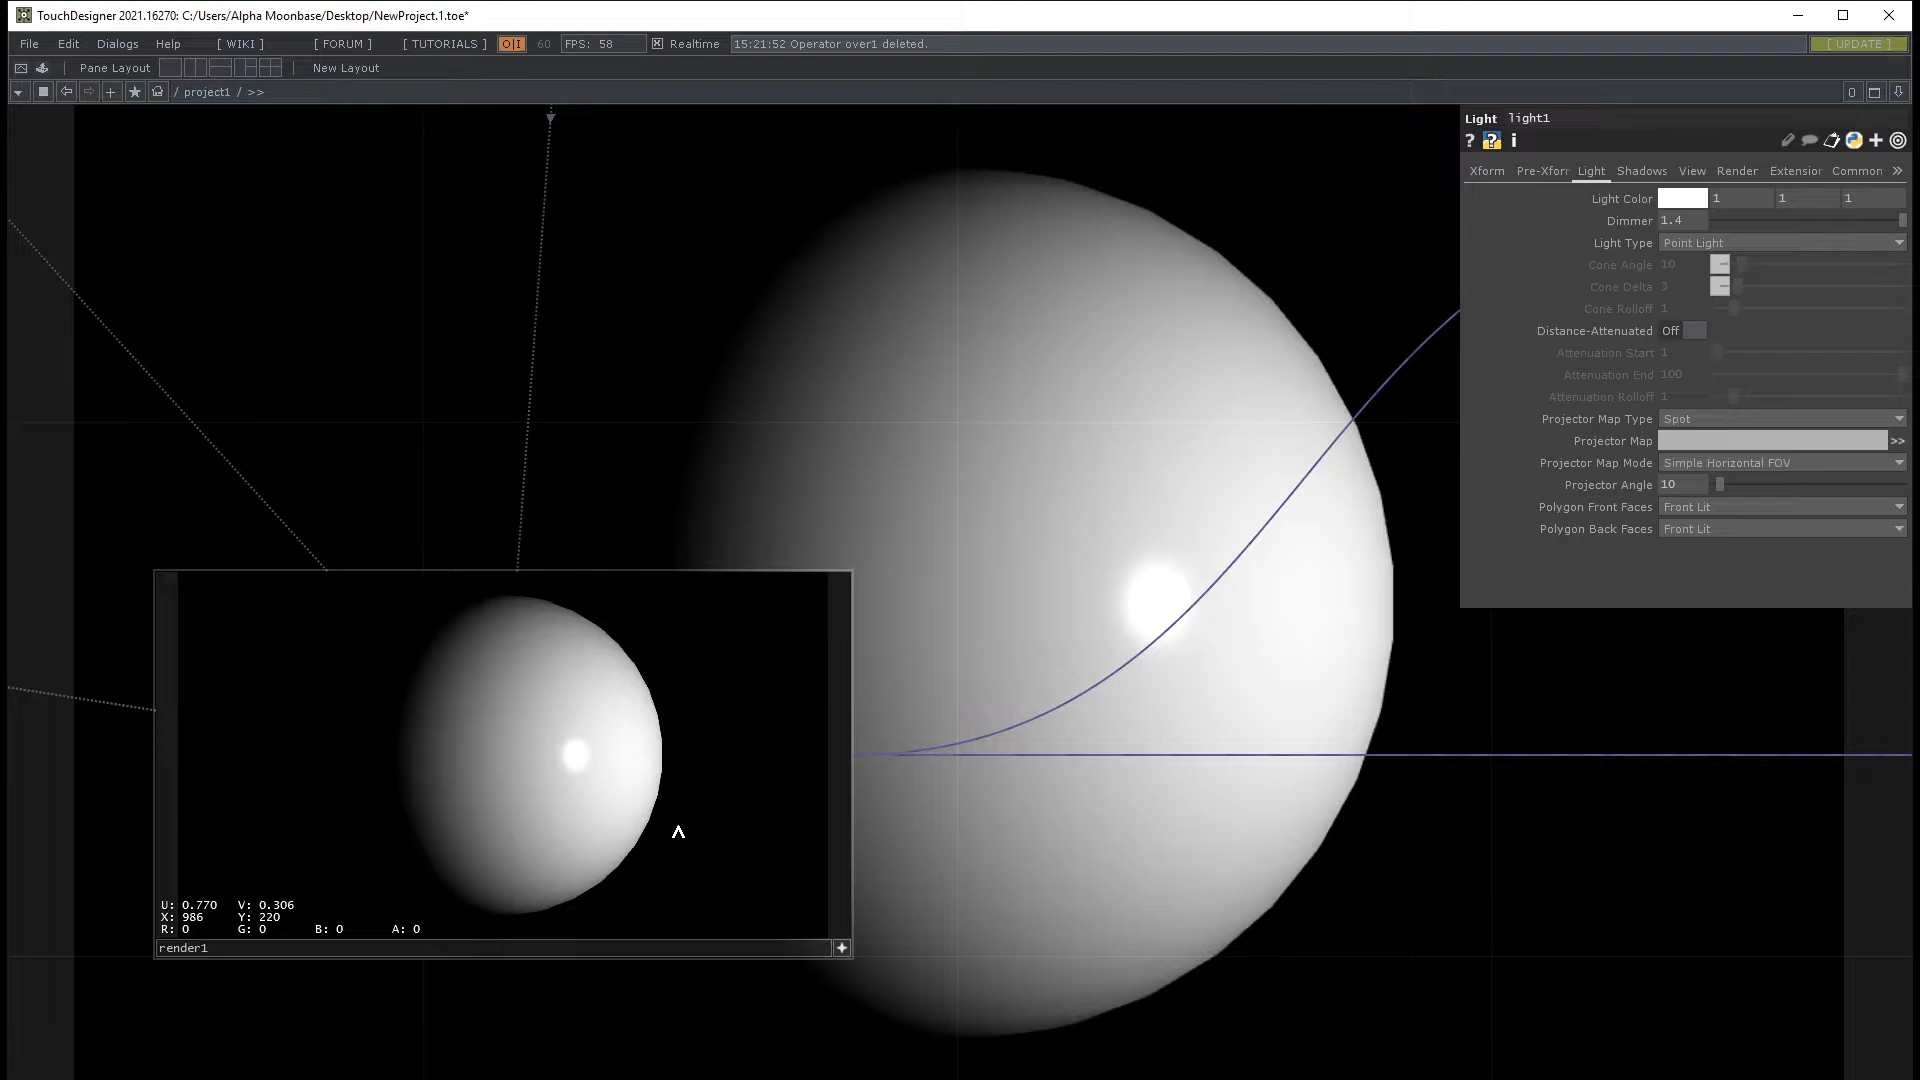 TouchDesigner 2021.16270: C:/Users/Alpha Moonbase/Desktop/NewProject.1.toe*
File Edit Dialogs Help [ WIKI ] [ FORUM ] [ TUTORIALS ] O|I 60 FPS: 58 Realtime 15:21:52 Operator over1 deleted. [ UPDATE ]
Pane Layout New Layout
/ project1 / >> 0
Light light1
? ? i
Xform Pre-Xforr Light Shadows View Render Extensior Common
Light Color 1 1 1
Dimmer 1.4
Light Type Point Light
Cone Angle 10
Cone Delta 3
Cone Rolloff 1
Distance-Attenuated Off
Attenuation Start 1
Attenuation End 100
Attenuation Rolloff 1
Projector Map Type Spot
Projector Map >>
Projector Map Mode Simple Horizontal FOV
Projector Angle 10
Polygon Front Faces Front Lit
Polygon Back Faces Front Lit
U: 0.770 V: 0.306
X: 986 Y: 220
R: 0 G: 0 B: 0 A: 0
render1